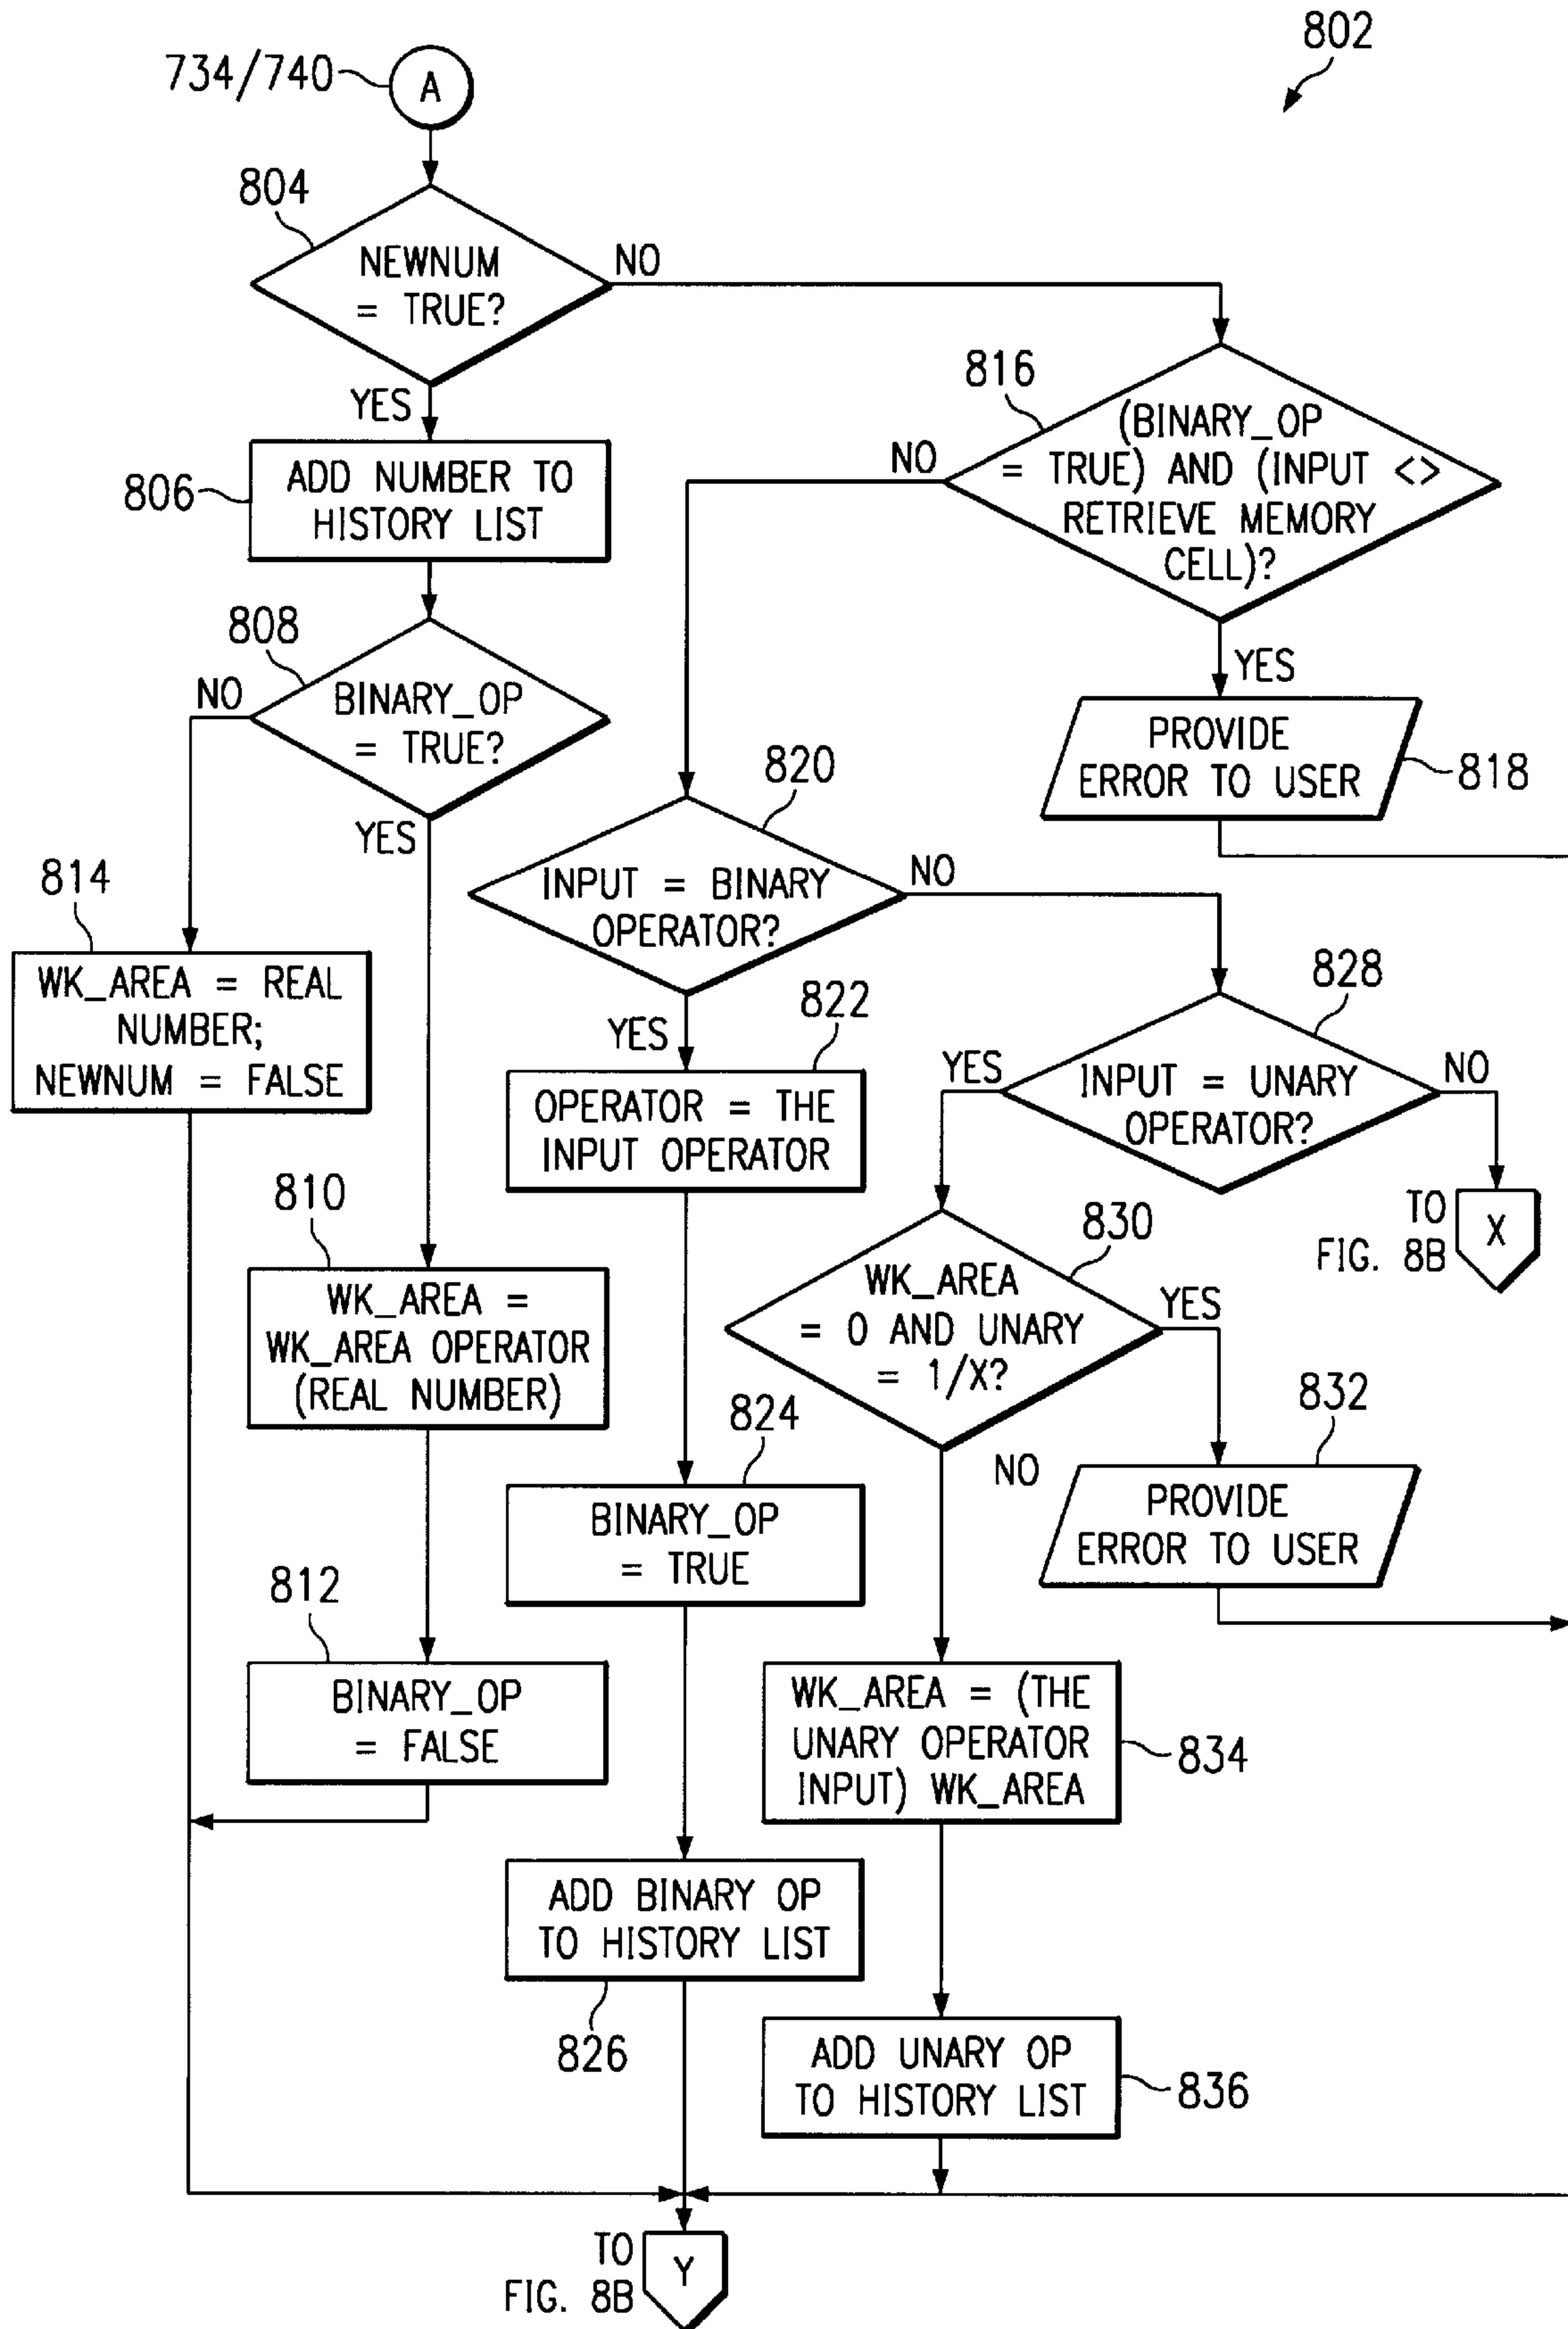 802
734/740
A
804
NEWNUM
= TRUE?
NO
YES
806
ADD NUMBER TO
HISTORY LIST
816
(BINARY_OP
= TRUE) AND (INPUT <>
RETRIEVE MEMORY
CELL)?
NO
YES
808
BINARY_OP
= TRUE?
NO
YES
PROVIDE
ERROR TO USER
818
820
INPUT = BINARY
OPERATOR?
NO
YES
814
WK_AREA = REAL
NUMBER;
NEWNUM = FALSE
822
OPERATOR = THE
INPUT OPERATOR
828
INPUT = UNARY
OPERATOR?
YES
NO
TO
FIG. 8B
X
810
WK_AREA =
WK_AREA OPERATOR
(REAL NUMBER)
830
WK_AREA
= 0 AND UNARY
= 1/X?
YES
NO
824
BINARY_OP
= TRUE
832
PROVIDE
ERROR TO USER
812
BINARY_OP
= FALSE
WK_AREA = (THE
UNARY OPERATOR
INPUT) WK_AREA
834
ADD BINARY OP
TO HISTORY LIST
826
ADD UNARY OP
TO HISTORY LIST
836
TO
FIG. 8B
Y